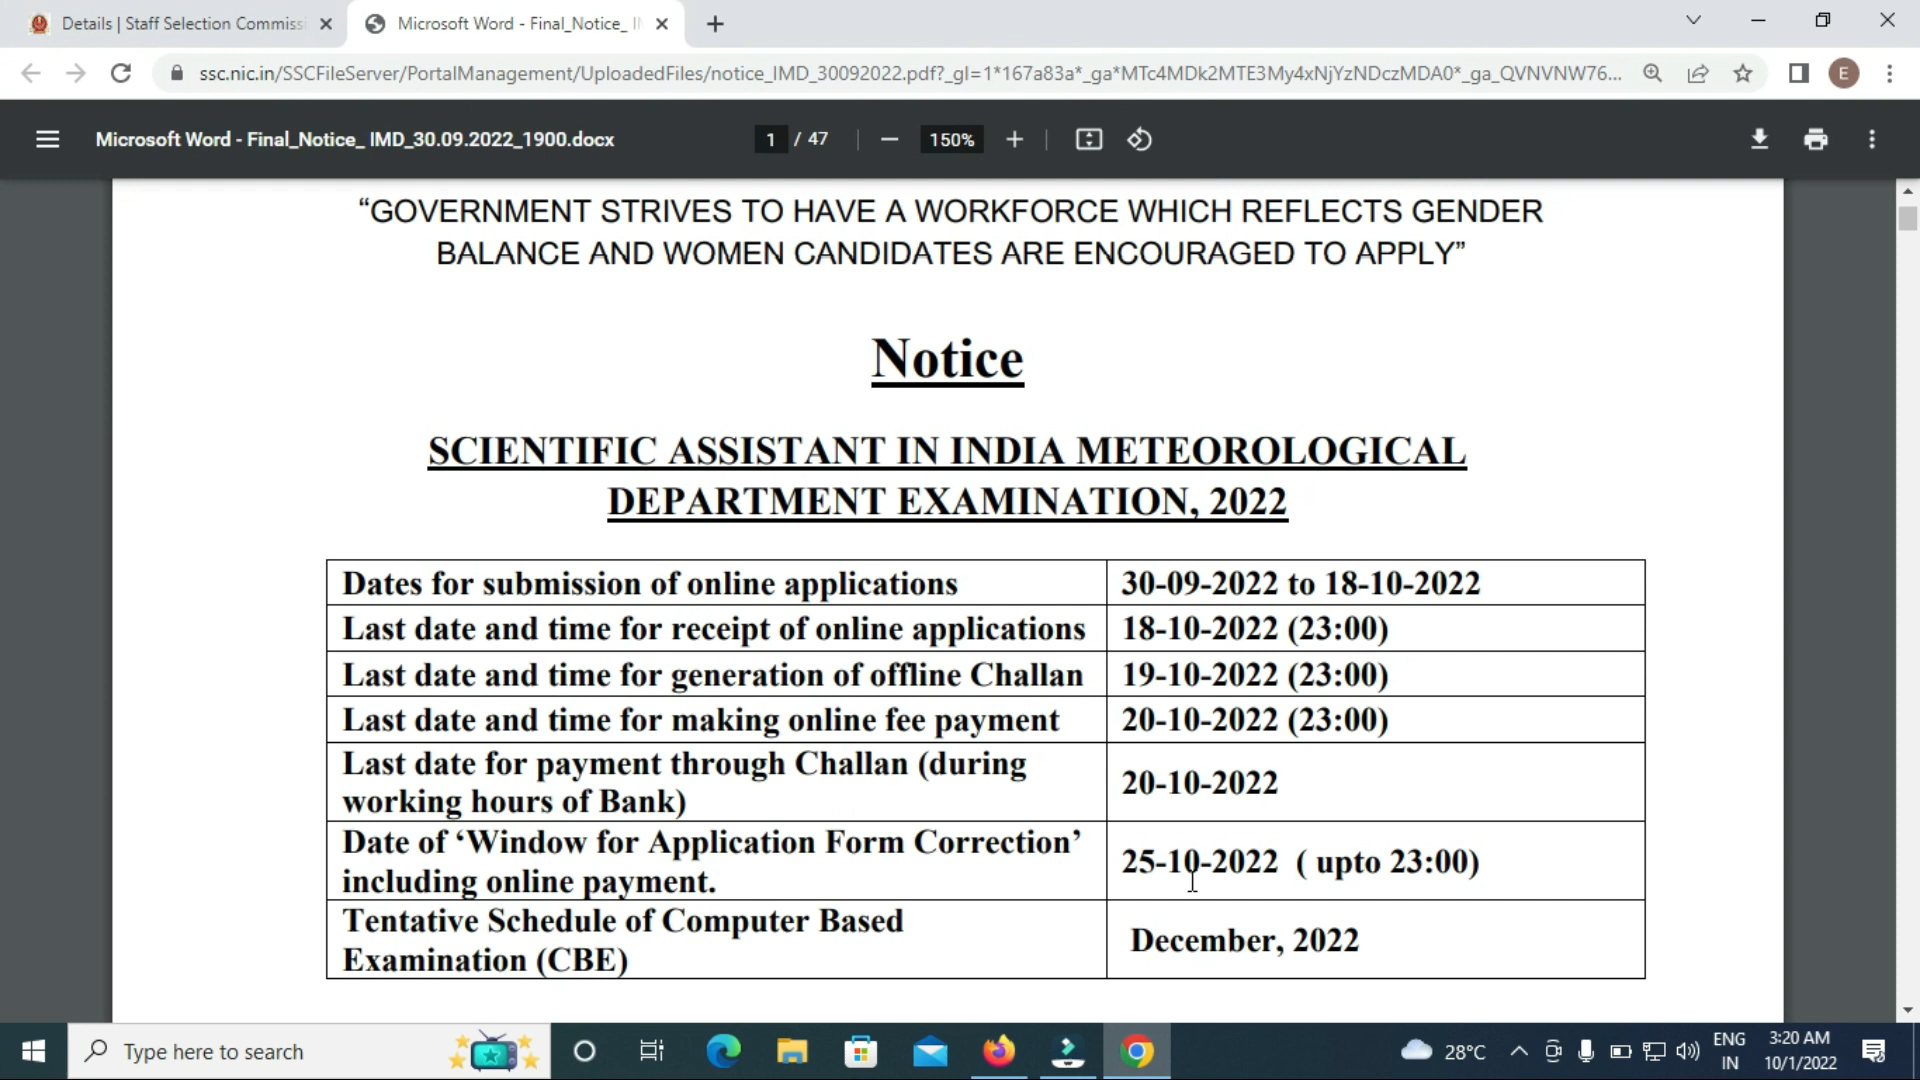 Details | Staff Selection Commiss
Microsoft Word - Final_Notice_ I
ssc.nic.in/SSCFileServer/PortalManagement/UploadedFiles/notice_IMD_30092022.pdf?_gl=1*167a83a*_ga*MTc4MDk2MTE3My4xNjYzNDczMDA0*_ga_QVNVNW76...
E
Microsoft Word - Final_Notice_ IMD_30.09.2022_1900.docx
1 / 47
150%
“GOVERNMENT STRIVES TO HAVE A WORKFORCE WHICH REFLECTS GENDER
BALANCE AND WOMEN CANDIDATES ARE ENCOURAGED TO APPLY”
Notice
SCIENTIFIC ASSISTANT IN INDIA METEOROLOGICAL
DEPARTMENT EXAMINATION, 2022
Dates for submission of online applications 30-09-2022 to 18-10-2022
Last date and time for receipt of online applications 18-10-2022 (23:00)
Last date and time for generation of offline Challan 19-10-2022 (23:00)
Last date and time for making online fee payment 20-10-2022 (23:00)
Last date for payment through Challan (during
working hours of Bank)
20-10-2022
Date of ‘Window for Application Form Correction’
including online payment.
25-10-2022 ( upto 23:00)
Tentative Schedule of Computer Based
Examination (CBE)
December, 2022
Type here to search
28°C
ENG
IN
3:20 AM
10/1/2022